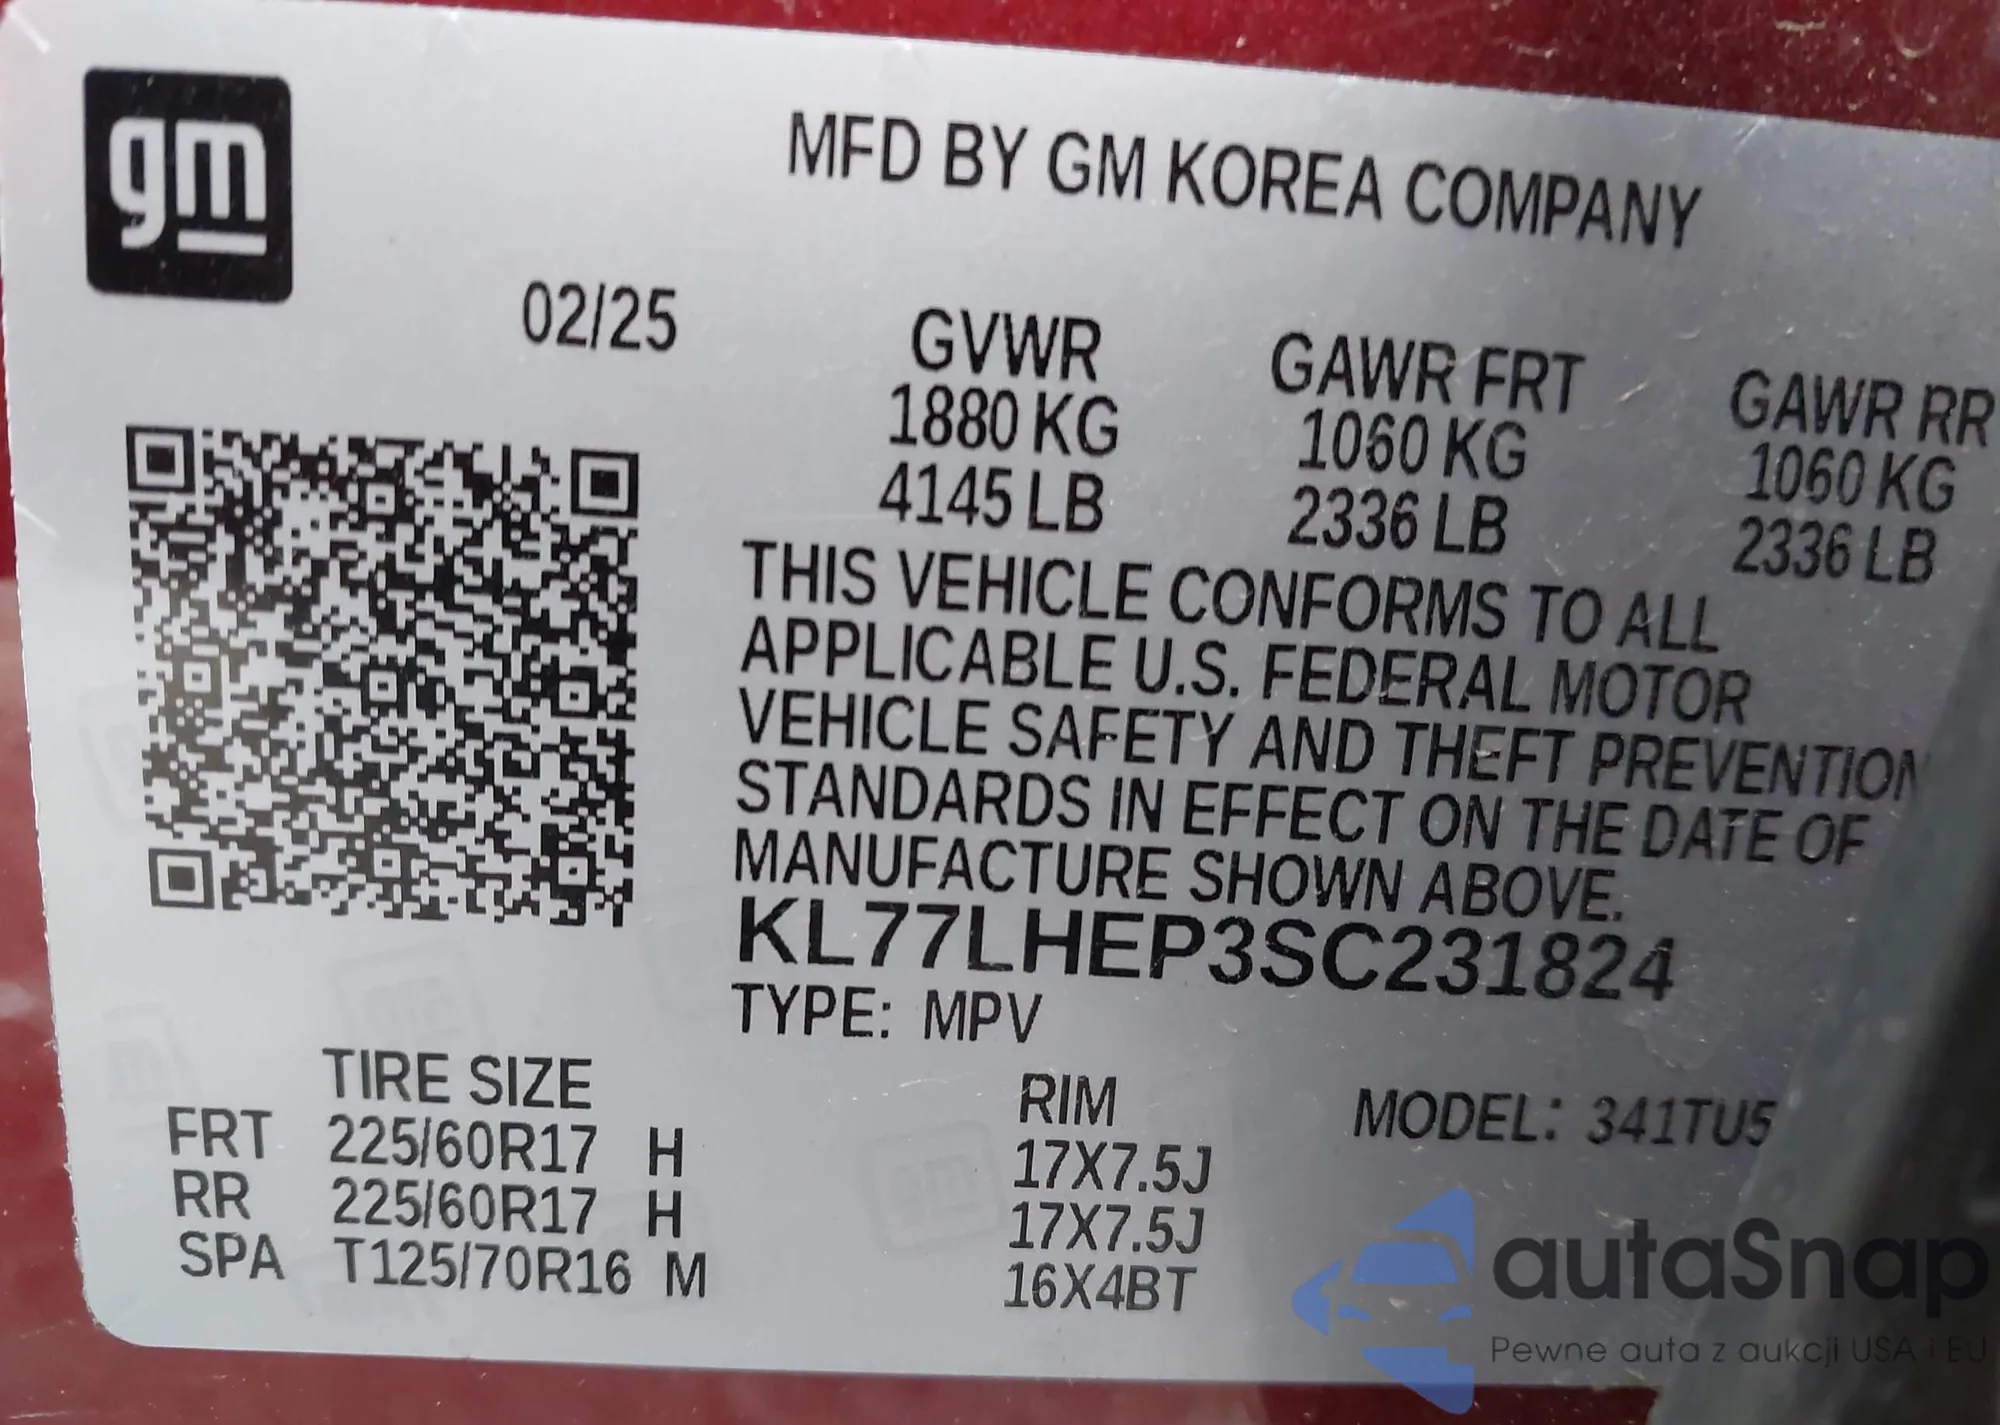 gm
MFD BY GM KOREA COMPANY
02/25
GVWR GAWR FRT GAWR RR
1880 KG 1060 KG 1060 KG
4145 LB 2336 LB 2336 LB
THIS VEHICLE CONFORMS TO ALL
APPLICABLE U.S. FEDERAL MOTOR
VEHICLE SAFETY AND THEFT PREVENTION
STANDARDS IN EFFECT ON THE DATE OF
MANUFACTURE SHOWN ABOVE.
KL77LHEP3SC231824
TYPE: MPV
TIRE SIZE RIM MODEL: 341TU5
FRT 225/60R17 H 17X7.5J
RR 225/60R17 H 17X7.5J
SPA T125/70R16 M 16X4BT
autaSnap
Pewne auta z aukcji USA i EU